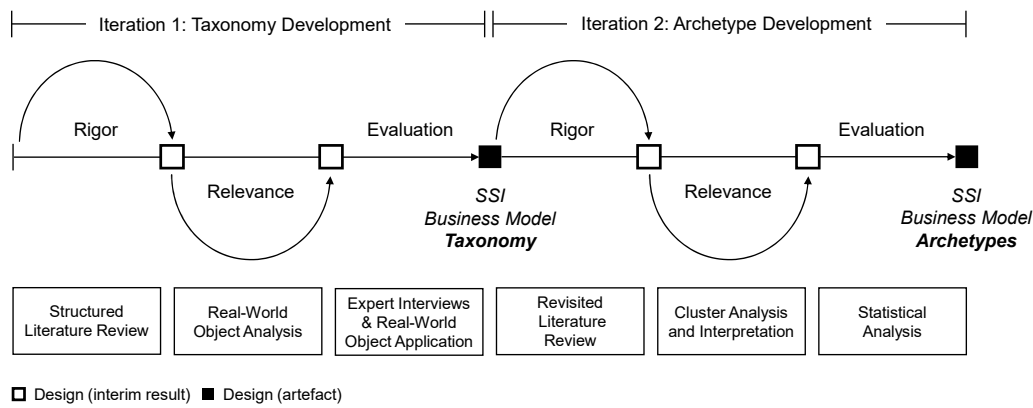 Iteration 1: Taxonomy Development
Iteration 2: Archetype Development
Rigor
Evaluation
Rigor
Evaluation
Relevance
Relevance
SSI
Business Model
Taxonomy
SSI
Business Model
Archetypes
Structured
Literature Review
Real-World
Object Analysis
Expert Interviews
& Real-World
Object Application
Revisited
Literature
Review
Cluster Analysis
and Interpretation
Statistical
Analysis
Design (interim result)
Design (artefact)